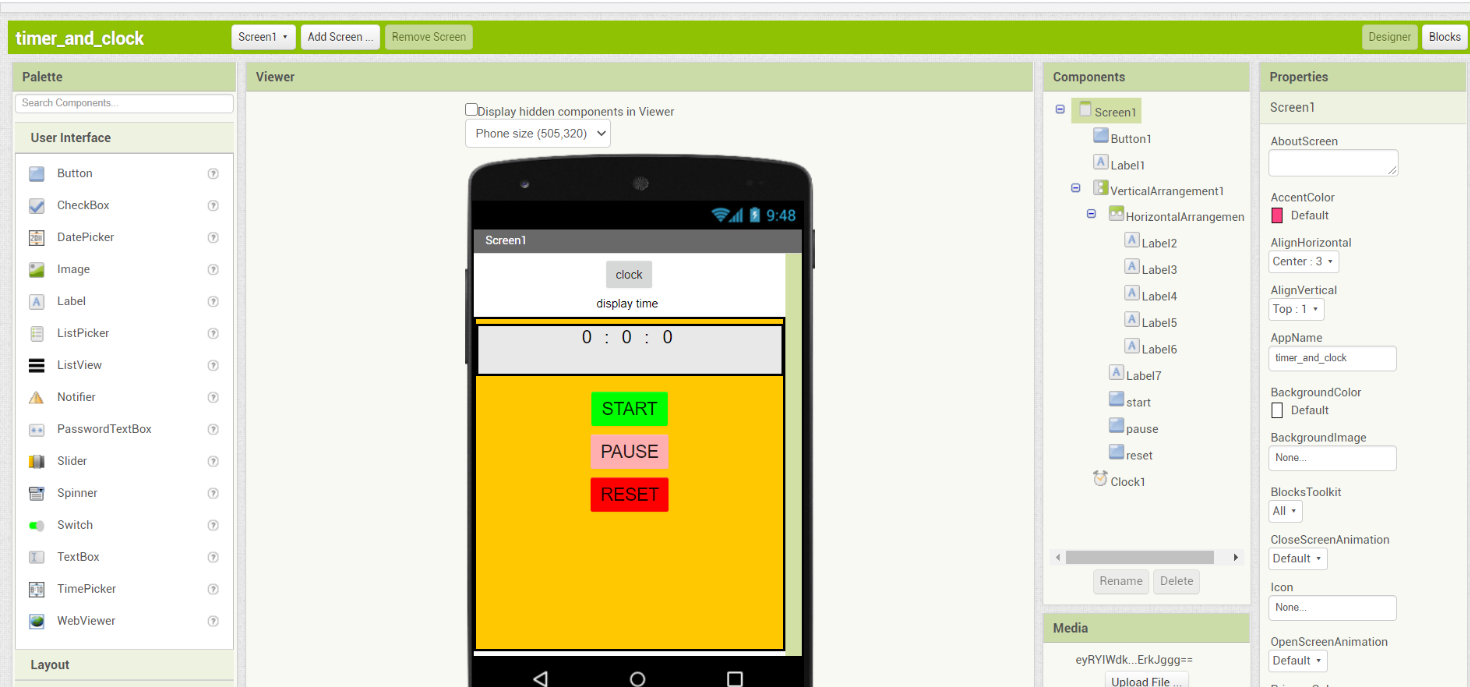 timer_and_clock
Screen1
Add Screen ...
Remove Screen
Designer
Blocks
Palette
Search Components...
User Interface
Button
CheckBox
DatePicker
Image
Label
ListPicker
ListView
Notifier
PasswordTextBox
Slider
Spinner
Switch
TextBox
TimePicker
WebViewer
Layout
Viewer
Display hidden components in Viewer
Phone size (505,320)
9:48
Screen1
clock
display time
0 : 0 : 0
START
PAUSE
RESET
Components
Screen1
Button1
Label1
VerticalArrangement1
HorizontalArrangemen
Label2
Label3
Label4
Label5
Label6
Label7
start
pause
reset
Clock1
Rename
Delete
Media
eyRYIWdk...ErkJggg==
Upload File ...
Properties
Screen1
AboutScreen
AccentColor
Default
AlignHorizontal
Center : 3
AlignVertical
Top : 1
AppName
timer_and_clock
BackgroundColor
Default
BackgroundImage
None...
BlocksToolkit
All
CloseScreenAnimation
Default
Icon
None...
OpenScreenAnimation
Default